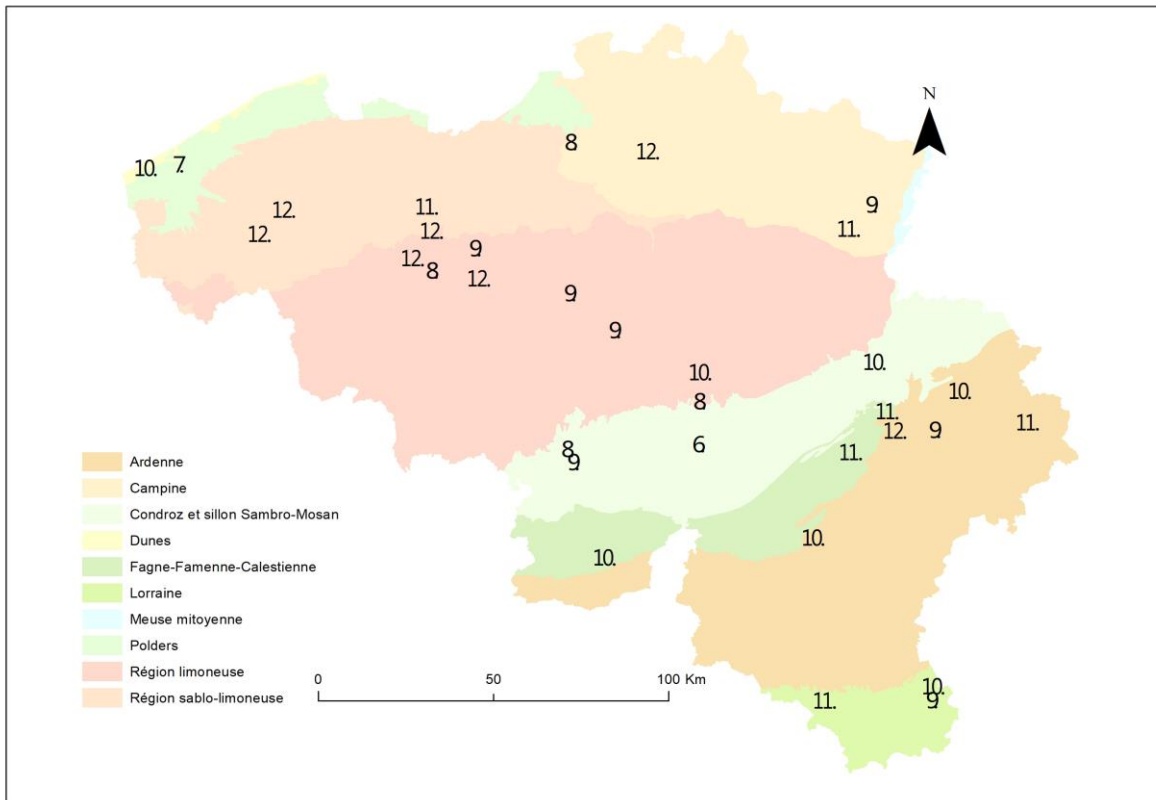 N
8.
12.
10.
7.
9.
12.
11.
11.
12.
12.
9.
12.
8.
12.
9.
9.
10.
10.
8.
10.
11.
12.
9.
11.
6.
8.
9.
11.
10.
10.
Ardenne
Campine
Condroz et sillon Sambro-Mosan
Dunes
Fagne-Famenne-Calestienne
Lorraine
Meuse mitoyenne
Polders
Région limoneuse
Région sablo-limoneuse
0 50 100 Km
10.
11.
9.